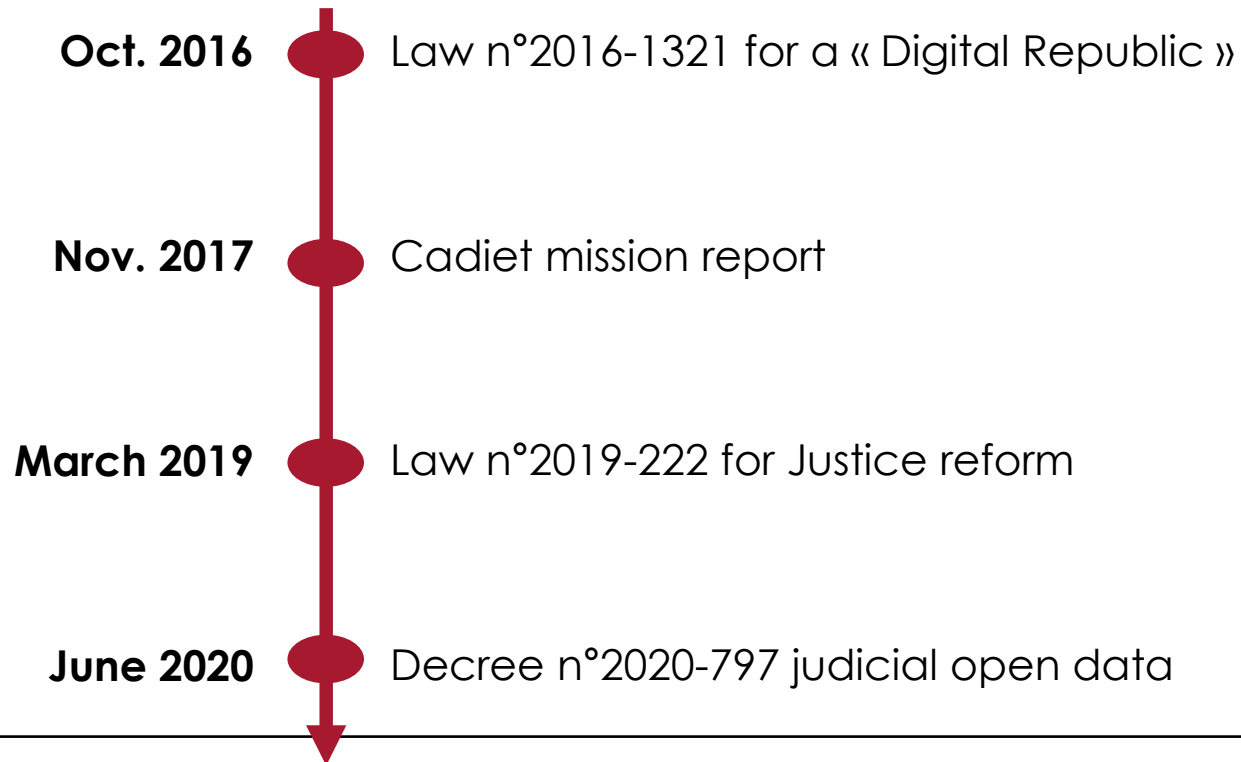 Oct. 2016 Law n°2016-1321 for a « Digital Republic »
Nov. 2017 Cadiet mission report
March 2019 Law n°2019-222 for Justice reform
June 2020 Decree n°2020-797 judicial open data